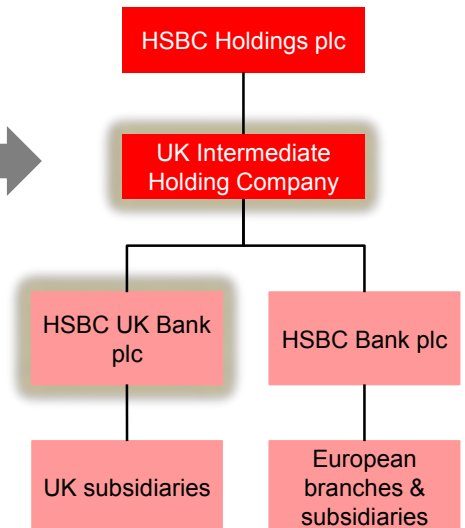 HSBC Holdings plc
UK Intermediate
Holding Company
HSBC UK Bank
plc
HSBC Bank plc
UK subsidiaries
European
branches &
subsidiaries